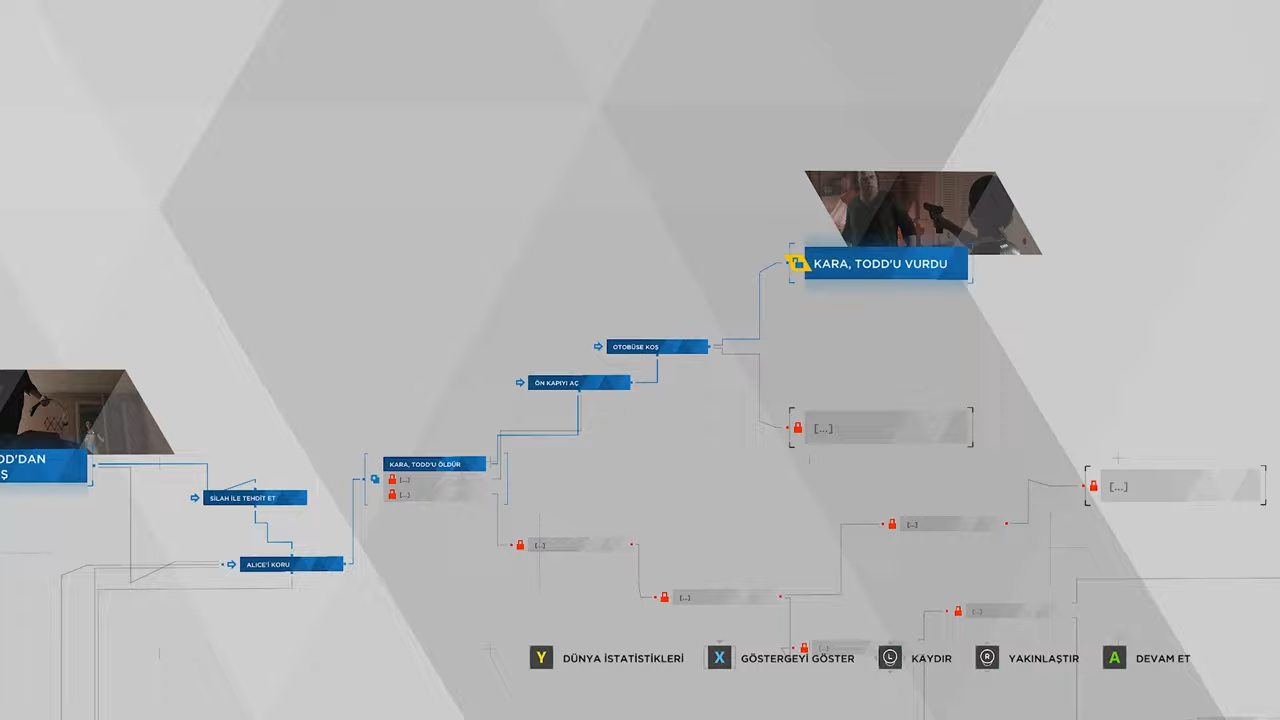 KARA, TODD'U VURDU
OTOBÜSE KOŞ
ÖN KAPIYI AÇ
[...]
OD'DAN
Ş
KARA, TODD'U ÖLDÜR
[...]
[...]
[...]
SİLAH İLE TEHDİT ET
[...]
[...]
ALICE'İ KORU
[...]
[...]
[...]
Y DÜNYA İSTATİSTİKLERİ X GÖSTERGEYİ GÖSTER L KAYDIR R YAKINLAŞTIR A DEVAM ET